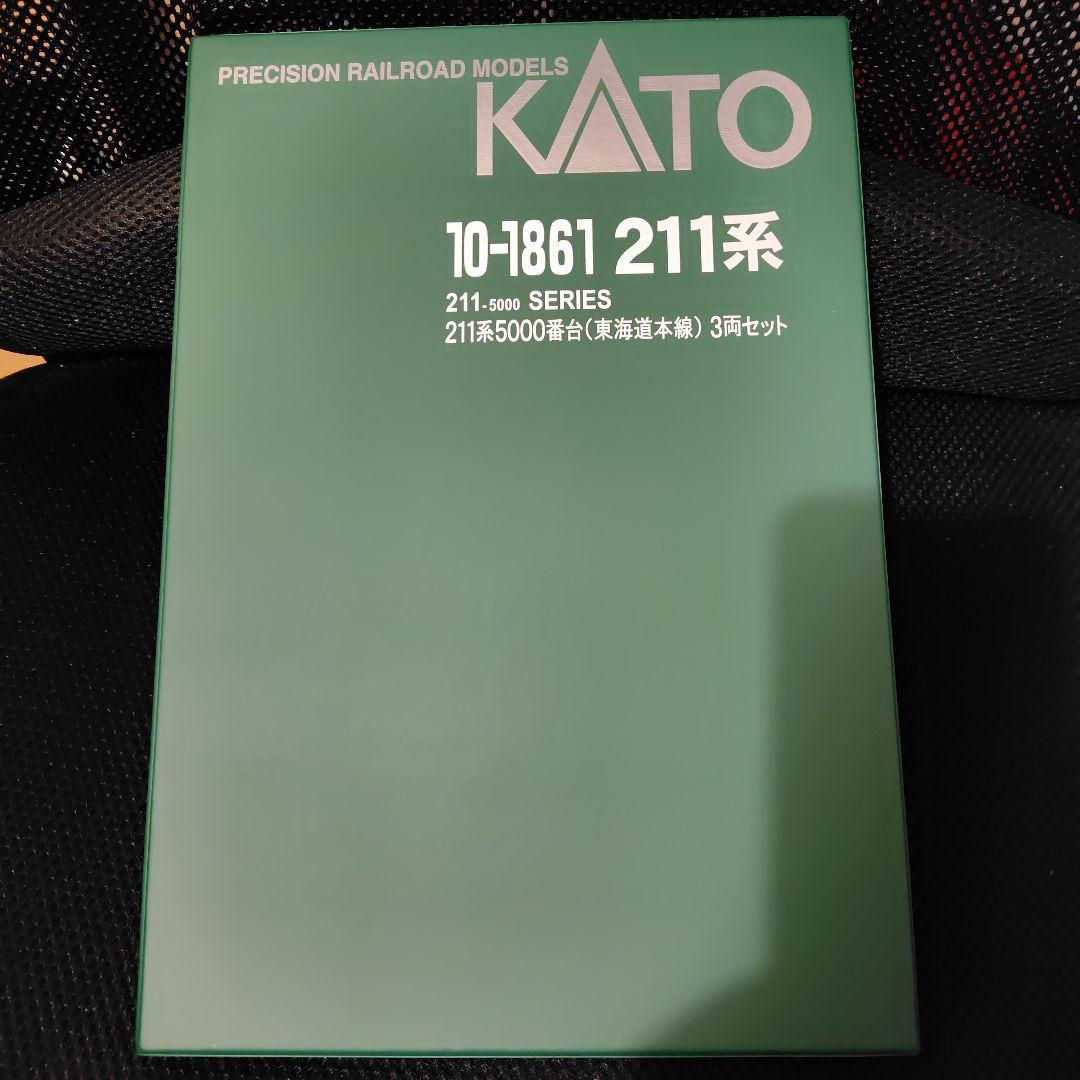 PRECISION RAILROAD MODELS
KATO
10-1861 211系
211-5000 SERIES
211系5000番台(東海道本線) 3両セット